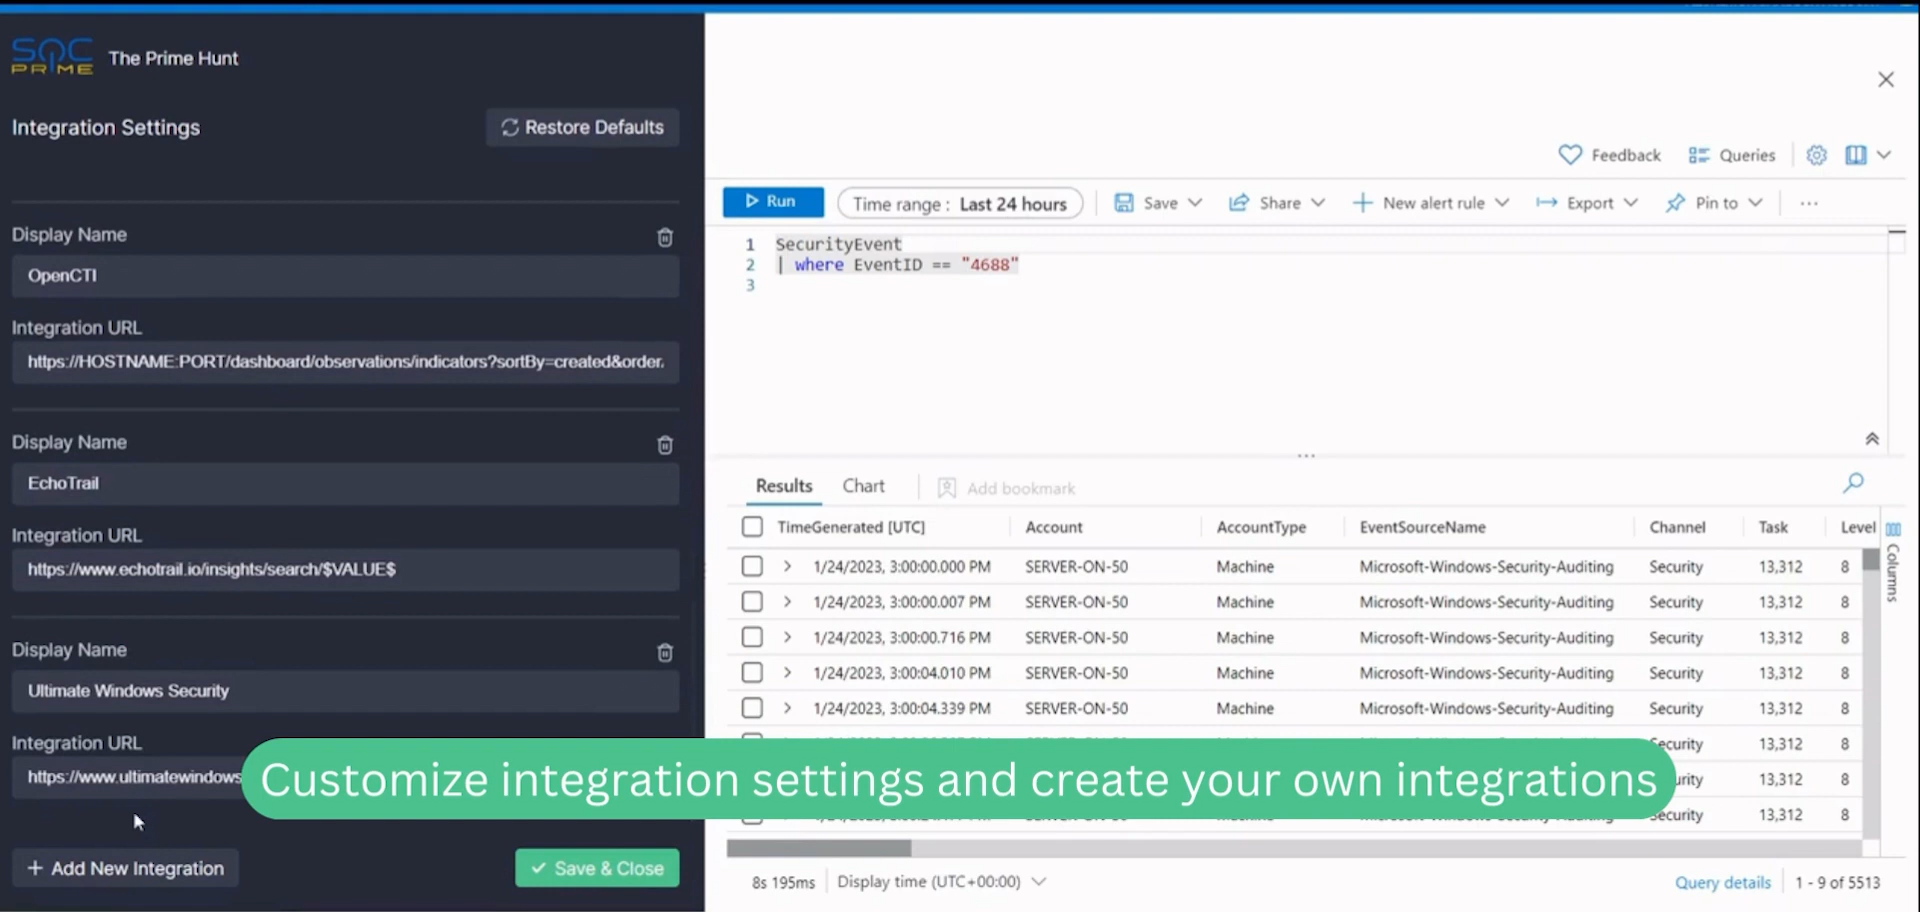 SOC PRIME
The Prime Hunt
Integration Settings
Restore Defaults
Display Name
OpenCTI
Integration URL
https://HOSTNAME:PORT/dashboard/observations/indicators?sortBy=created&order
Display Name
EchoTrail
Integration URL
https://www.echotrail.io/insights/search/$VALUE$
Display Name
Ultimate Windows Security
Integration URL
https://www.ultimatewindows
+ Add New Integration
Save & Close
Feedback
Queries
Run
Time range : Last 24 hours
Save
Share
New alert rule
Export
Pin to
...
1 SecurityEvent
2 | where EventID == "4688"
3
Results
Chart
Add bookmark
TimeGenerated [UTC] Account AccountType EventSourceName Channel Task Level
1/24/2023, 3:00:00.000 PM SERVER-ON-50 Machine Microsoft-Windows-Security-Auditing Security 13,312 8
1/24/2023, 3:00:00.007 PM SERVER-ON-50 Machine Microsoft-Windows-Security-Auditing Security 13,312 8
1/24/2023, 3:00:00.716 PM SERVER-ON-50 Machine Microsoft-Windows-Security-Auditing Security 13,312 8
1/24/2023, 3:00:04.010 PM SERVER-ON-50 Machine Microsoft-Windows-Security-Auditing Security 13,312 8
1/24/2023, 3:00:04.339 PM SERVER-ON-50 Machine Microsoft-Windows-Security-Auditing Security 13,312 8
Security 13,312 8
13,312 8
Security 13,312 8
Columns
Customize integration settings and create your own integrations
8s 195ms
Display time (UTC+00:00)
Query details
1 - 9 of 5513